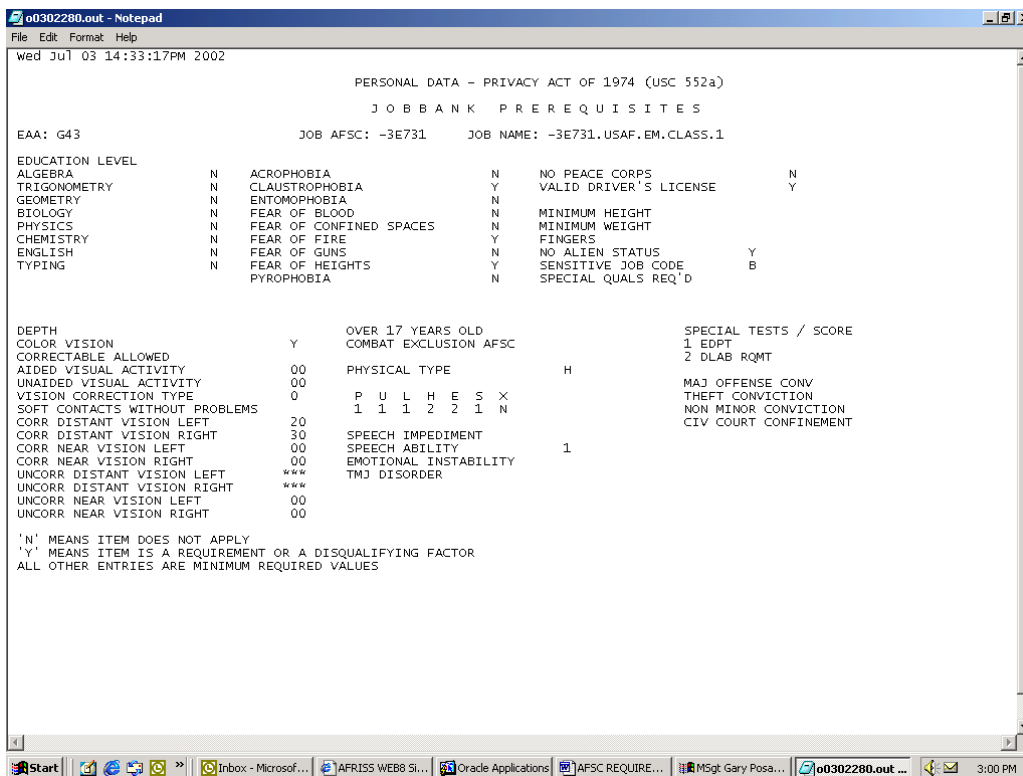 o0302280.out - Notepad
File Edit Format Help
Wed Jul 03 14:33:17PM 2002
PERSONAL DATA - PRIVACY ACT OF 1974 (USC 552a)
J O B B A N K   P R E R E Q U I S I T E S
EAA: G43 JOB AFSC: -3E731 JOB NAME: -3E731.USAF.EM.CLASS.1
EDUCATION LEVEL
ALGEBRA N ACROPHOBIA N NO PEACE CORPS N
TRIGONOMETRY N CLAUSTROPHOBIA Y VALID DRIVER'S LICENSE Y
GEOMETRY N ENTOMOPHOBIA N
BIOLOGY N FEAR OF BLOOD N MINIMUM HEIGHT
PHYSICS N FEAR OF CONFINED SPACES N MINIMUM WEIGHT
CHEMISTRY N FEAR OF FIRE Y FINGERS
ENGLISH N FEAR OF GUNS N NO ALIEN STATUS Y
TYPING N FEAR OF HEIGHTS Y SENSITIVE JOB CODE B
PYROPHOBIA N SPECIAL QUALS REQ'D
DEPTH OVER 17 YEARS OLD SPECIAL TESTS / SCORE
COLOR VISION Y COMBAT EXCLUSION AFSC 1 EDPT
CORRECTABLE ALLOWED 2 DLAB RQMT
AIDED VISUAL ACTIVITY 00 PHYSICAL TYPE H
UNAIDED VISUAL ACTIVITY 00 MAJ OFFENSE CONV
VISION CORRECTION TYPE 0 P U L H E S X THEFT CONVICTION
SOFT CONTACTS WITHOUT PROBLEMS 1 1 1 2 2 1 N NON MINOR CONVICTION
CORR DISTANT VISION LEFT 20 CIV COURT CONFINEMENT
CORR DISTANT VISION RIGHT 30 SPEECH IMPEDIMENT
CORR NEAR VISION LEFT 00 SPEECH ABILITY 1
CORR NEAR VISION RIGHT 00 EMOTIONAL INSTABILITY
UNCORR DISTANT VISION LEFT *** TMJ DISORDER
UNCORR DISTANT VISION RIGHT ***
UNCORR NEAR VISION LEFT 00
UNCORR NEAR VISION RIGHT 00
'N' MEANS ITEM DOES NOT APPLY
'Y' MEANS ITEM IS A REQUIREMENT OR A DISQUALIFYING FACTOR
ALL OTHER ENTRIES ARE MINIMUM REQUIRED VALUES
Start » Inbox - Microsof... AFRISS WEB8 Si... Oracle Applications AFSC REQUIRE... MSgt Gary Posa... o0302280.out ... 3:00 PM